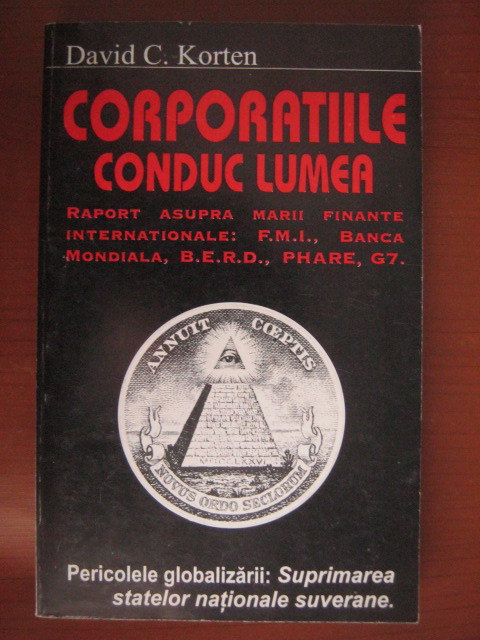 David C. Korten
CORPORATIILE
CONDUC LUMEA
RAPORT ASUPRA MARII FINANTE
INTERNATIONALE: F.M.I., BANCA
MONDIALA, B.E.R.D., PHARE, G7.
ANNUIT CŒPTIS
MDCCLXXVI
NOVUS ORDO SECLORUM
Pericolele globalizării: Suprimarea
statelor naționale suverane.